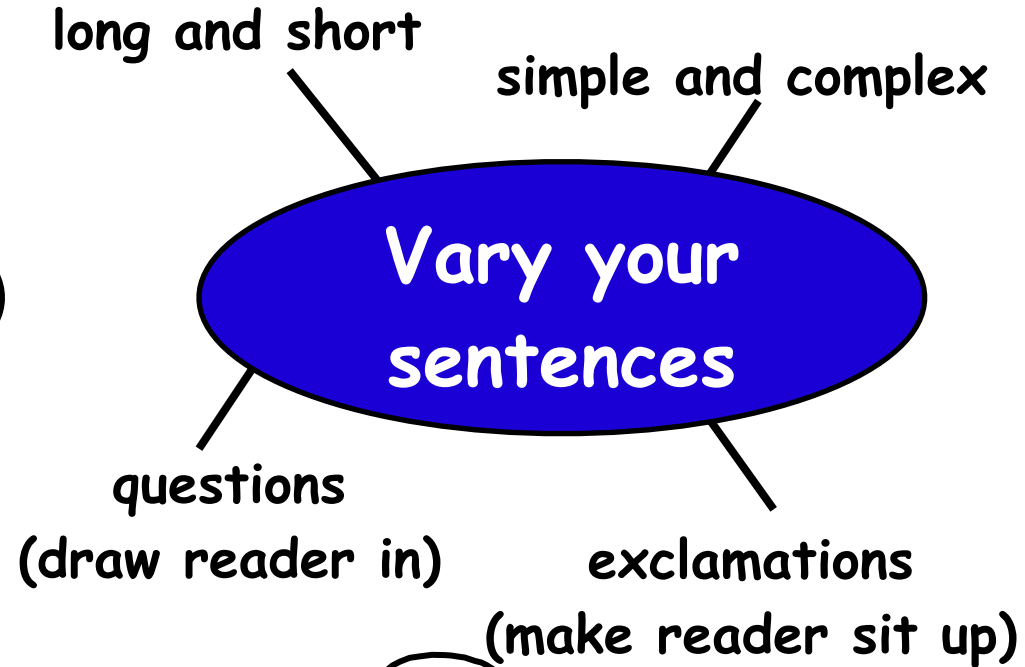 long and short
simple and complex
Vary your
sentences
questions
(draw reader in)
exclamations
(make reader sit up)